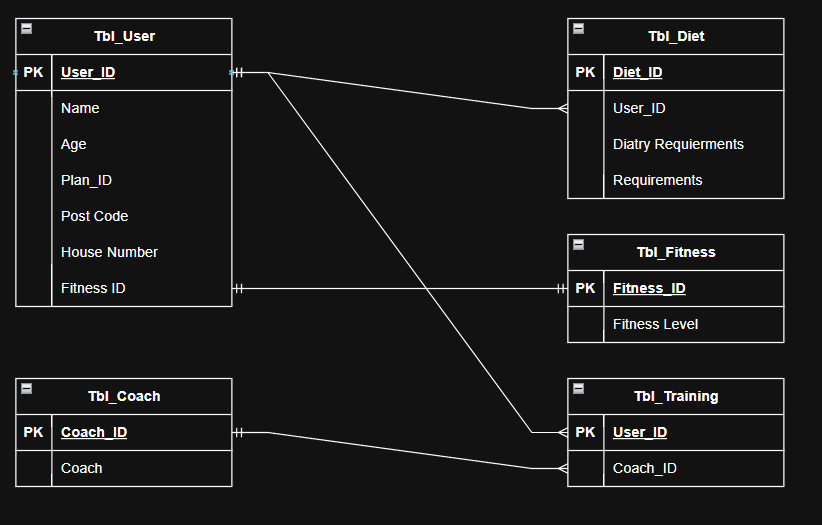 Tbl_User
PK User_ID
Name
Age
Plan_ID
Post Code
House Number
Fitness ID
Tbl_Diet
PK Diet_ID
User_ID
Diatry Requierments
Requirements
Tbl_Fitness
PK Fitness_ID
Fitness Level
Tbl_Coach
PK Coach_ID
Coach
Tbl_Training
PK User_ID
Coach_ID